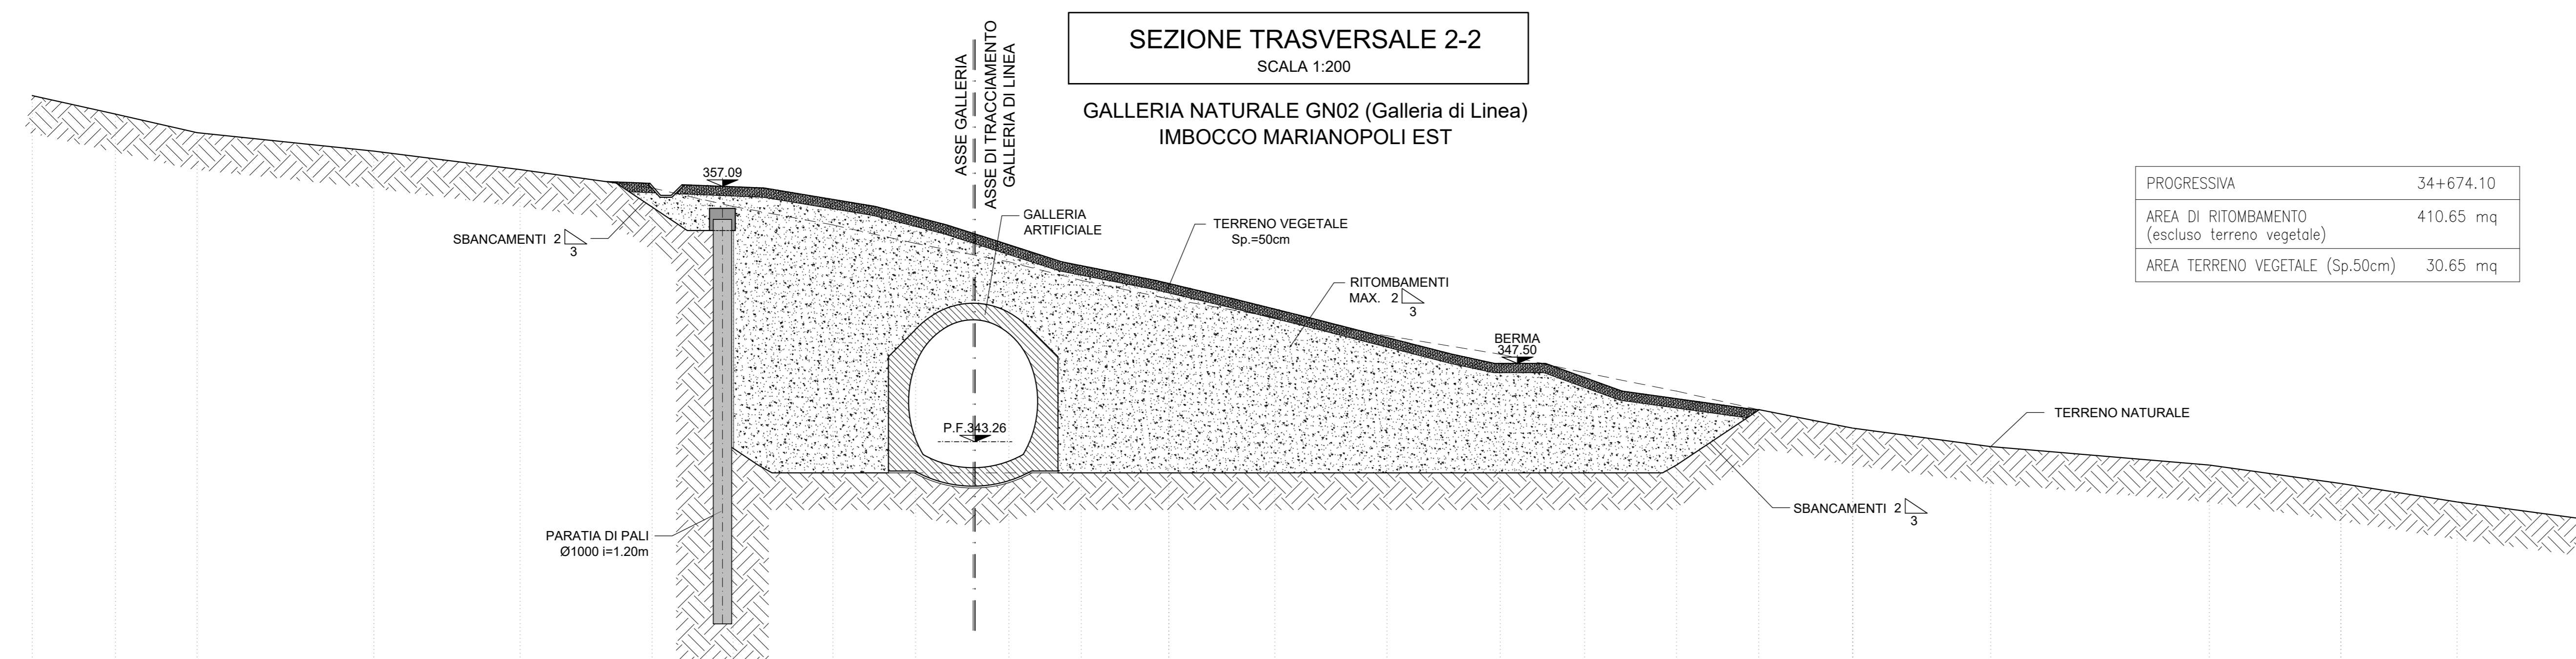 SEZIONE TRASVERSALE 2-2
SCALA 1:200
GALLERIA NATURALE GN02 (Galleria di Linea)
IMBOCCO MARIANOPOLI EST
ASSE GALLERIA
ASSE DI TRACCIAMENTO
GALLERIA DI LINEA
PROGRESSIVA 34+674.10
AREA DI RITOMBAMENTO 410.65 mq
(escluso terreno vegetale)
AREA TERRENO VEGETALE (Sp.50cm) 30.65 mq
357.09
SBANCAMENTI 2
3
GALLERIA
ARTIFICIALE
TERRENO VEGETALE
Sp.=50cm
RITOMBAMENTI
MAX. 2
3
BERMA
347.50
P.F.343.26
TERRENO NATURALE
SBANCAMENTI 2
3
PARATIA DI PALI
Ø1000 i=1.20m